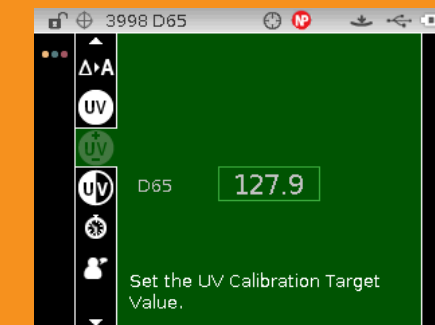 3998 D65 NP
Δ▸A
UV
UV
UV
D65 127.9
Set the UV Calibration Target
Value.